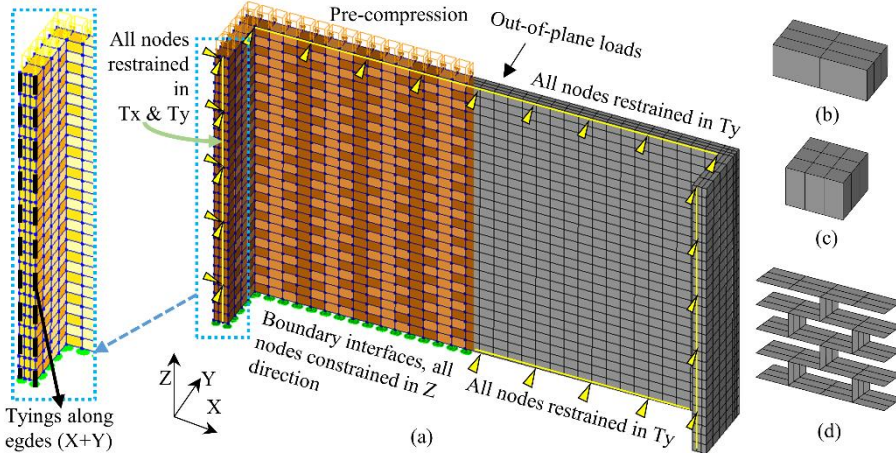 (a)
Pre-compression
Out-of-plane loads
All nodes
restrained
in
Tx & Ty
All nodes restrained in Ty
(b)
(c)
(d)
Boundary interfaces, all
nodes constrained in Z
direction
All nodes restrained in Ty
Z
Y
X
Tyings along
egdes (X+Y)
(a)